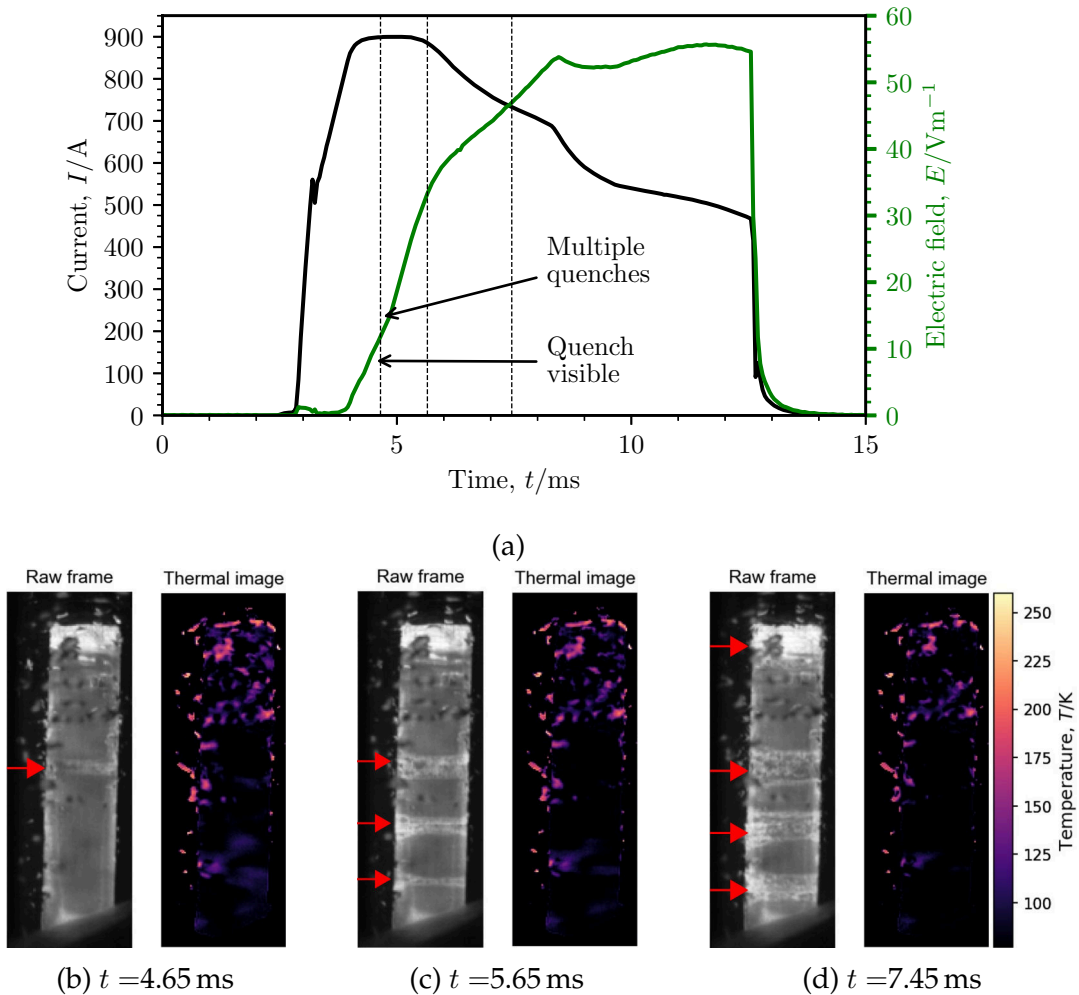 900
800
700
600
500
400
300
200
100
0
Current, I/A
60
50
40
30
20
10
0
Electric field, E/Vm⁻¹
Multiple
quenches
Quench
visible
0
5
10
15
Time, t/ms
(a)
Raw frame Thermal image
Raw frame Thermal image
Raw frame Thermal image
250
225
200
175
150
125
100
Temperature, T/K
(b) t =4.65 ms
(c) t =5.65 ms
(d) t =7.45 ms